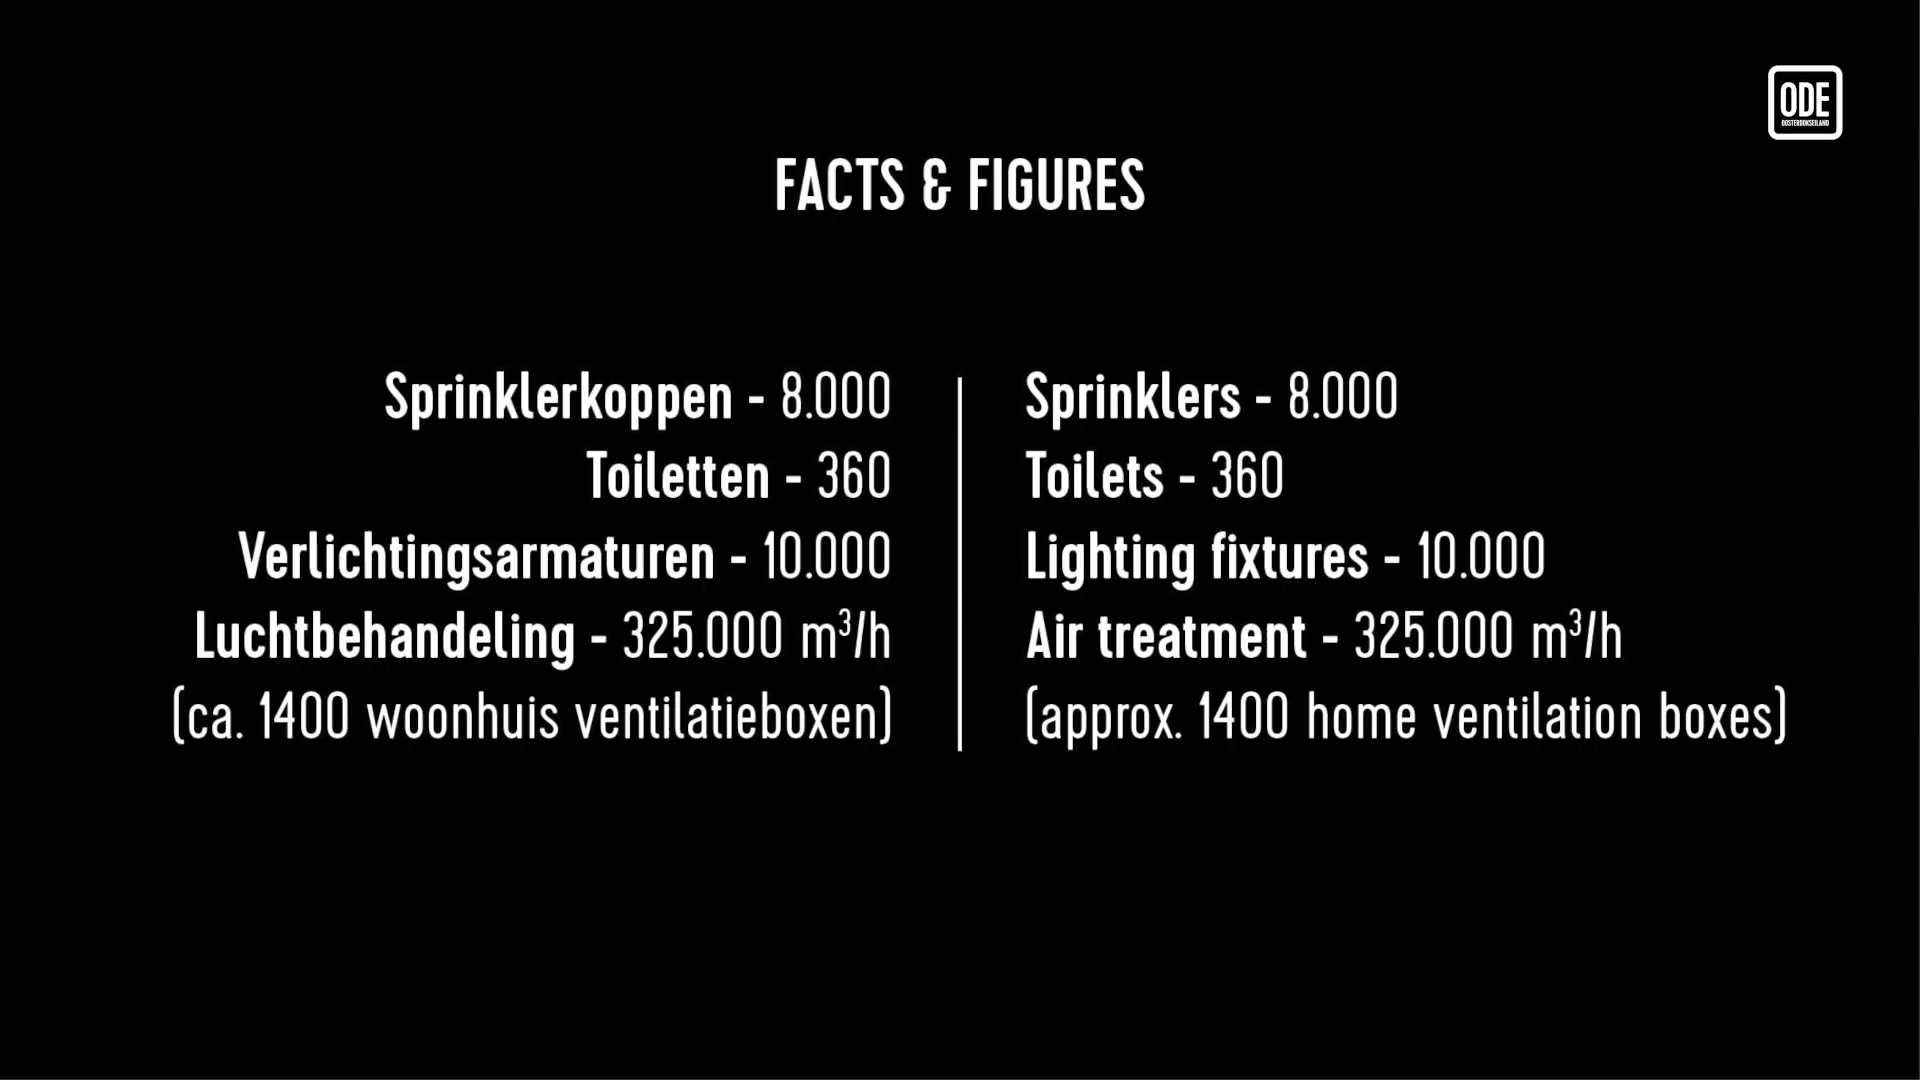 ODE
OOSTERDOKSEILAND
FACTS & FIGURES
Sprinklerkoppen - 8.000
Toiletten - 360
Verlichtingsarmaturen - 10.000
Luchtbehandeling - 325.000 m³/h
(ca. 1400 woonhuis ventilatieboxen)
Sprinklers - 8.000
Toilets - 360
Lighting fixtures - 10.000
Air treatment - 325.000 m³/h
(approx. 1400 home ventilation boxes)